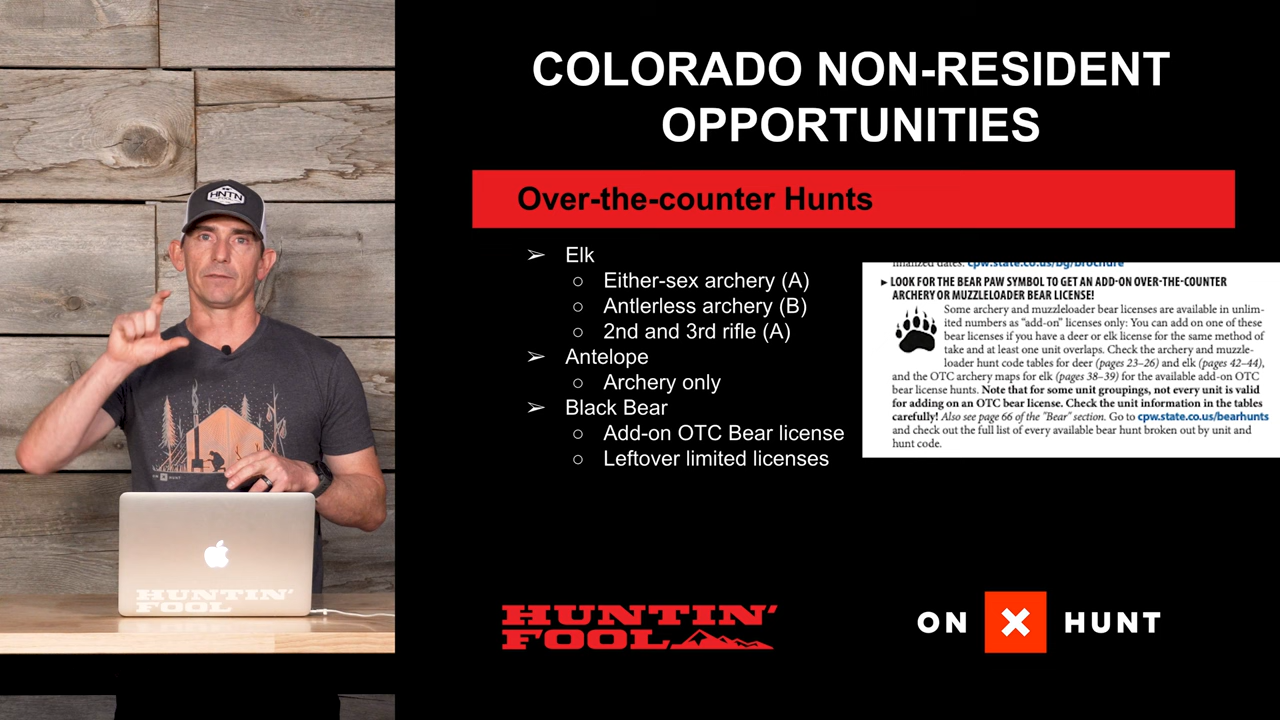 COLORADO NON-RESIDENT
OPPORTUNITIES
Over-the-counter Hunts
➢ Elk
○ Either-sex archery (A)
○ Antlerless archery (B)
○ 2nd and 3rd rifle (A)
➢ Antelope
○ Archery only
➢ Black Bear
○ Add-on OTC Bear license
○ Leftover limited licenses
inalized dates. cpw.state.co.us/bg/brochure
▸ LOOK FOR THE BEAR PAW SYMBOL TO GET AN ADD-ON OVER-THE-COUNTER
ARCHERY OR MUZZLELOADER BEAR LICENSE!
Some archery and muzzleloader bear licenses are available in unlim-
ited numbers as “add-on” licenses only: You can add on one of these
bear licenses if you have a deer or elk license for the same method of
take and at least one unit overlaps. Check the archery and muzzle-
loader hunt code tables for deer (pages 23–26) and elk (pages 42–44),
and the OTC archery maps for elk (pages 38–39) for the available add-on OTC
bear license hunts. Note that for some unit groupings, not every unit is valid
for adding on an OTC bear license. Check the unit information in the tables
carefully! Also see page 66 of the "Bear" section. Go to cpw.state.co.us/bearhunts
and check out the full list of every available bear hunt broken out by unit and
hunt code.
HNTN
ON X HUNT
HUNTIN'
FOOL
HUNTIN'
FOOL
ON X HUNT